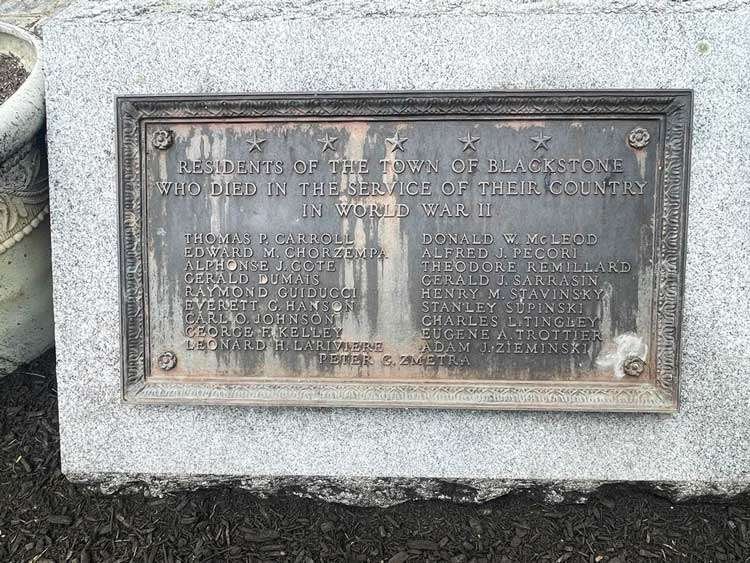 RESIDENTS OF THE TOWN OF BLACKSTONE
WHO DIED IN THE SERVICE OF THEIR COUNTRY
IN WORLD WAR II
THOMAS P. CARROLL
EDWARD M. CHORZEMPA
ALPHONSE J. COTE
GERALD DUMAIS
RAYMOND GUIDUCCI
EVERETT G. HANSON
CARL O. JOHNSON
GEORGE F. KELLEY
LEONARD H. LARIVIERE
DONALD W. McLEOD
ALFRED J. PECORI
THEODORE REMILLARD
GERALD J. SARRASIN
HENRY M. STAVINSKY
STANLEY SUPINSKI
CHARLES L. TINGLEY
EUGENE A. TROTTIER
ADAM J. ZIEMINSKI
PETER G. ZMETRA